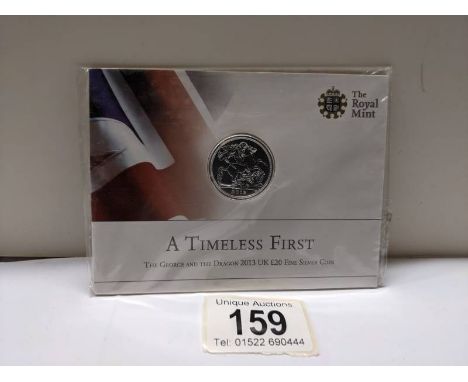 The
Royal
Mint
2013
A TIMELESS FIRST
THE GEORGE AND THE DRAGON 2013 UK £20 FINE SILVER COIN
Unique Auctions
159
Tel: 01522 690444